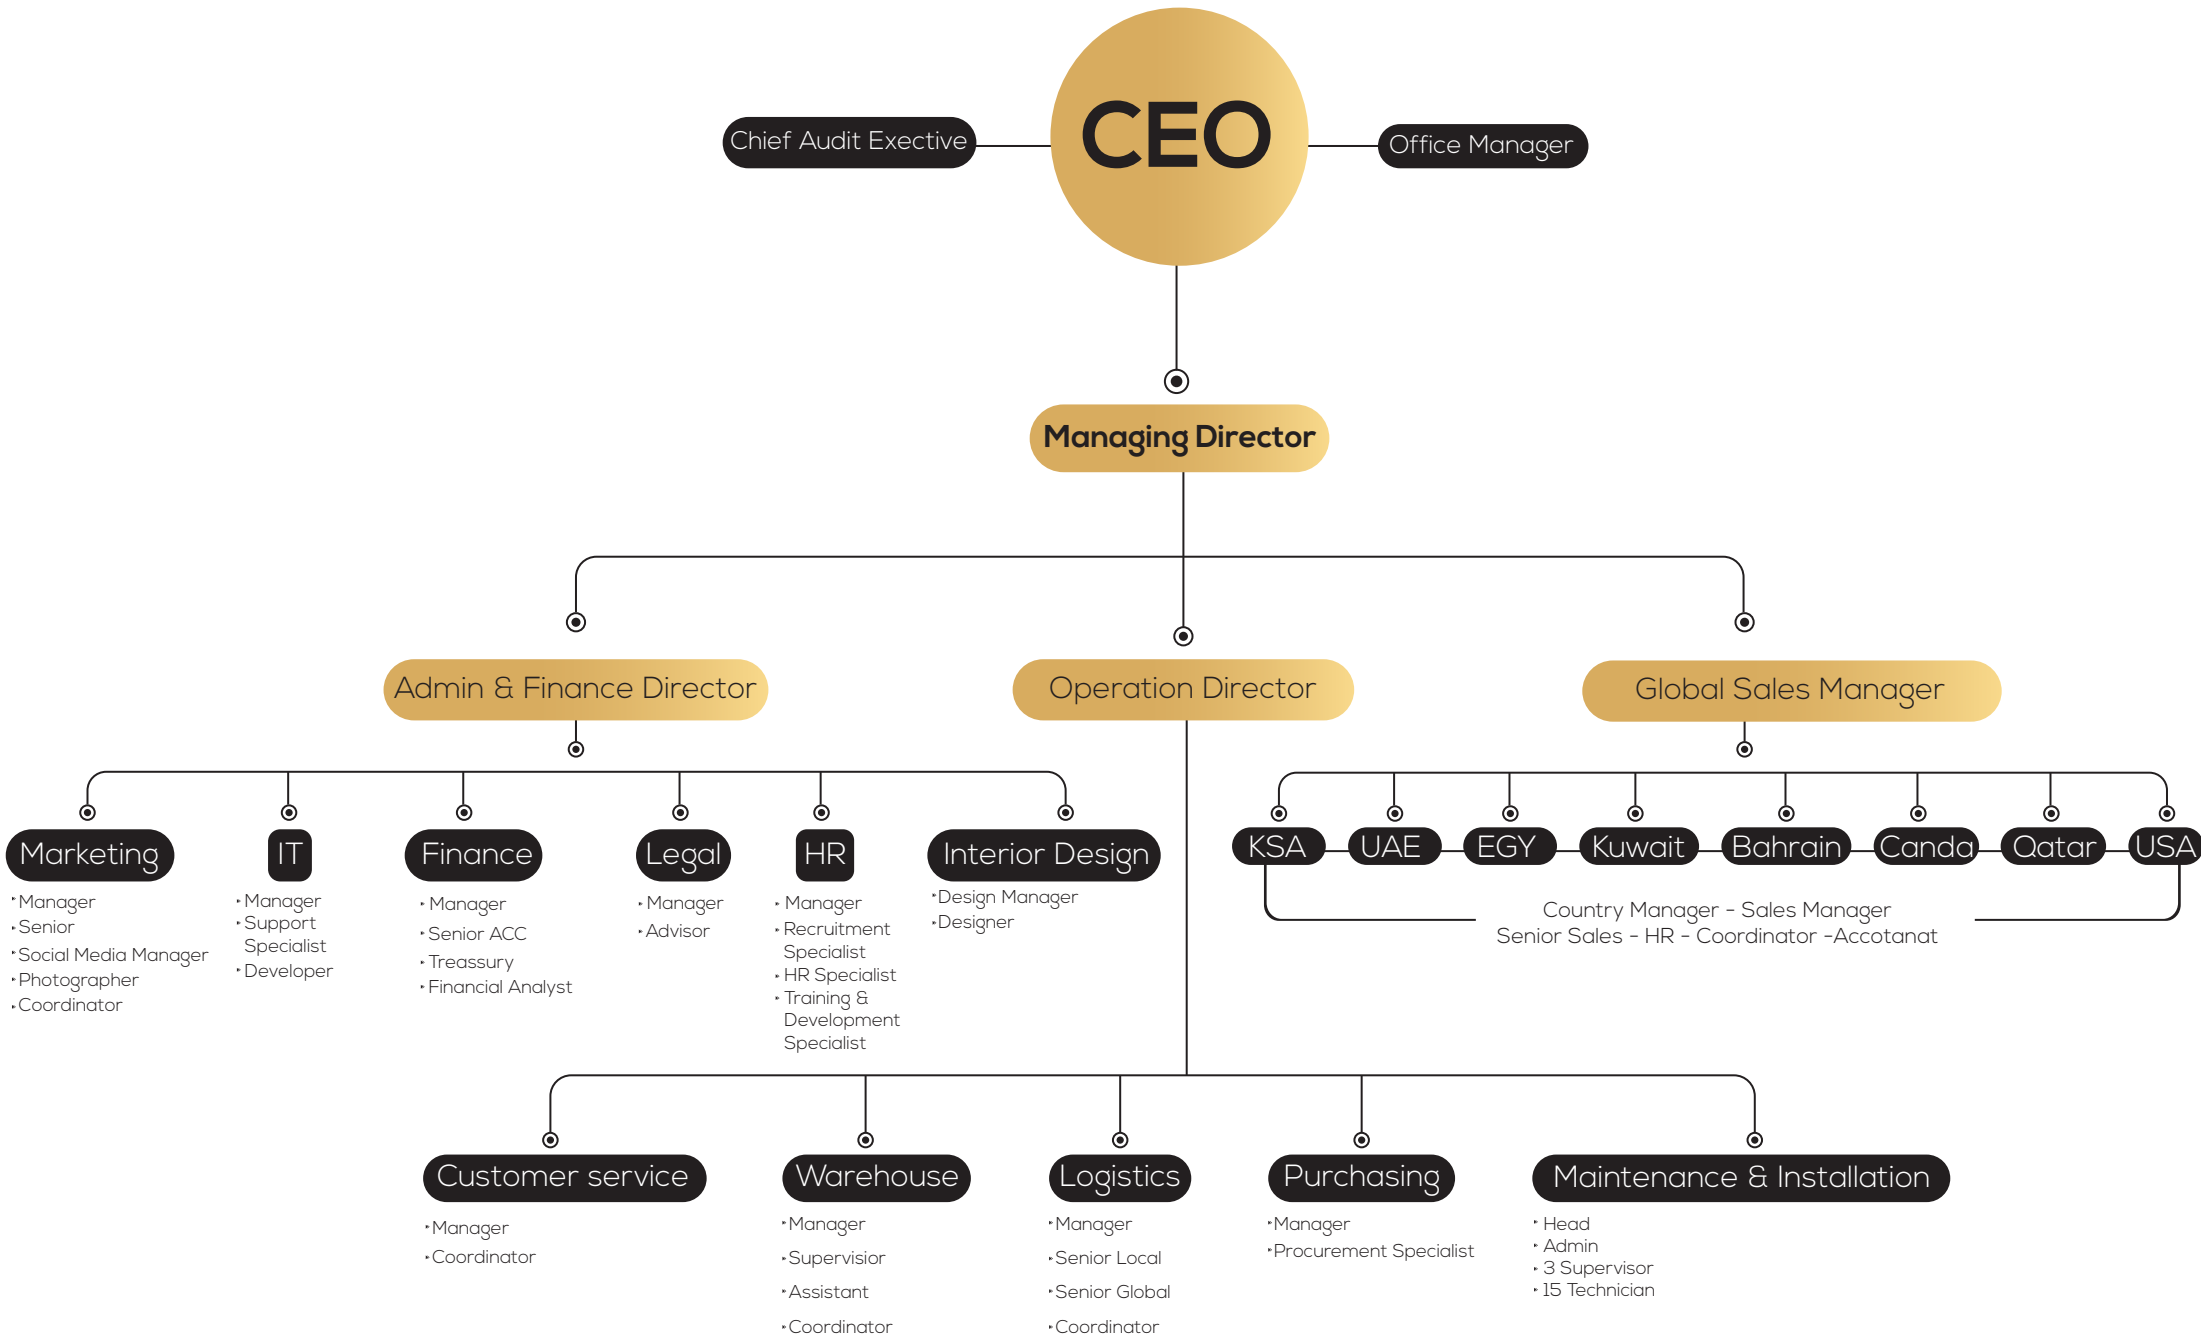 CEO
Chief Audit Exective
Office Manager
Managing Director
Admin & Finance Director
Operation Director
Global Sales Manager
Marketing
Manager
Senior
Social Media Manager
Photographer
Coordinator
IT
Manager
Support
Specialist
Developer
Finance
Manager
Senior ACC
Treassury
Financial Analyst
Legal
Manager
Advisor
HR
Manager
Recruitment
Specialist
HR Specialist
Training &
Development
Specialist
Interior Design
Design Manager
Designer
KSA
UAE
EGY
Kuwait
Bahrain
Canda
Qatar
USA
Country Manager - Sales Manager
Senior Sales - HR - Coordinator -Accotanat
Customer service
Manager
Coordinator
Warehouse
Manager
Supervisior
Assistant
Coordinator
Logistics
Manager
Senior Local
Senior Global
Coordinator
Purchasing
Manager
Procurement Specialist
Maintenance & Installation
Head
Admin
3 Supervisor
15 Technician